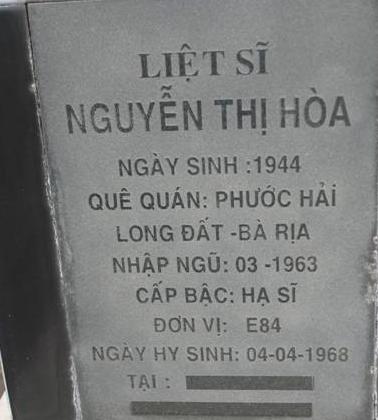 LIỆT SĨ
NGUYỄN THỊ HÒA
NGÀY SINH :1944
QUÊ QUÁN: PHƯỚC HẢI
LONG ĐẤT -BÀ RỊA
NHẬP NGŨ: 03 -1963
CẤP BẬC: HẠ SĨ
ĐƠN VỊ: E84
NGÀY HY SINH: 04-04-1968
TẠI :